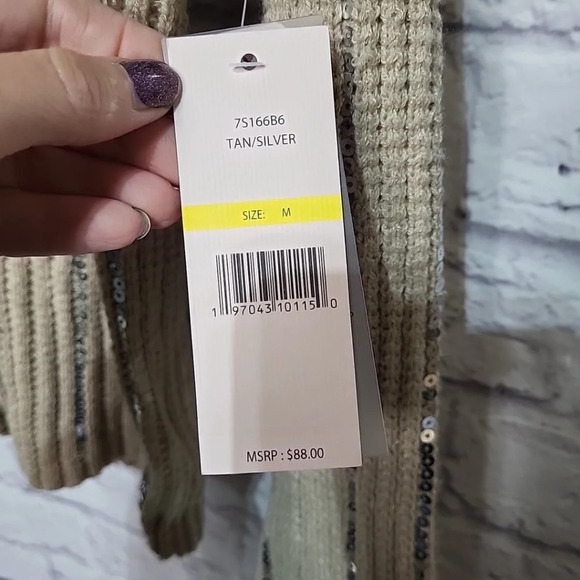 7S166B6
TAN/SILVER
SIZE: M
1 97043 10115 0
MSRP : $88.00